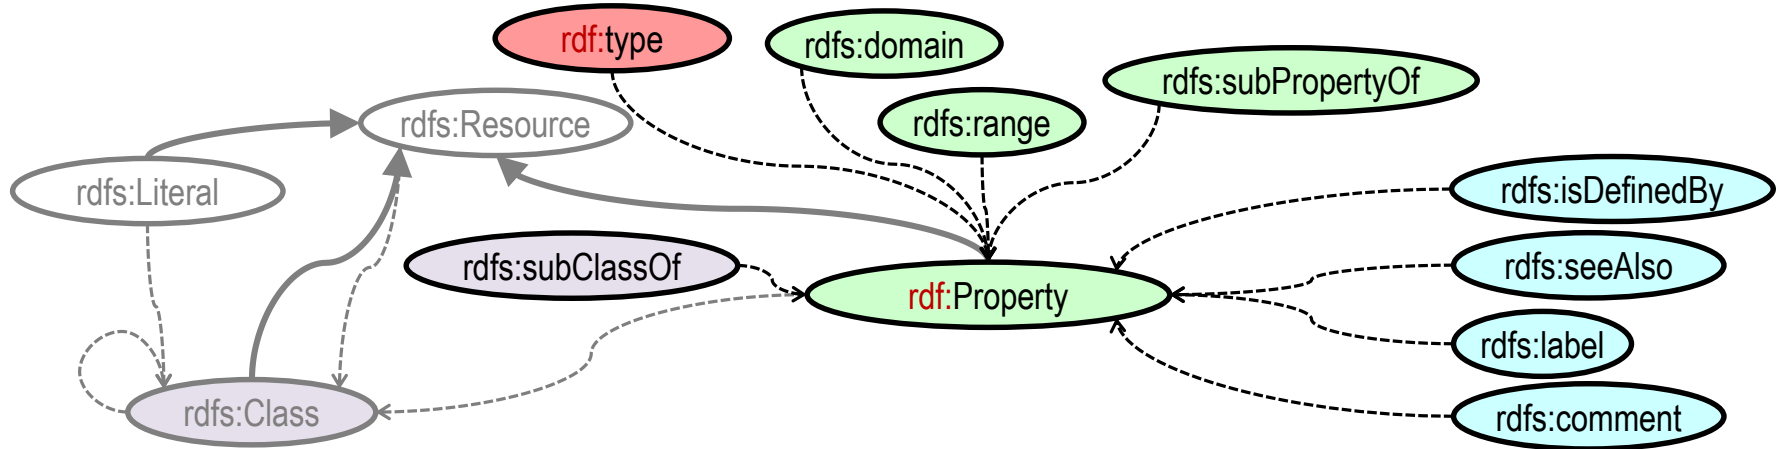 rdf:type
rdfs:domain
rdfs:subPropertyOf
rdfs:Resource
rdfs:range
rdfs:Literal
rdfs:isDefinedBy
rdfs:subClassOf
rdfs:seeAlso
rdf:Property
rdfs:label
rdfs:Class
rdfs:comment